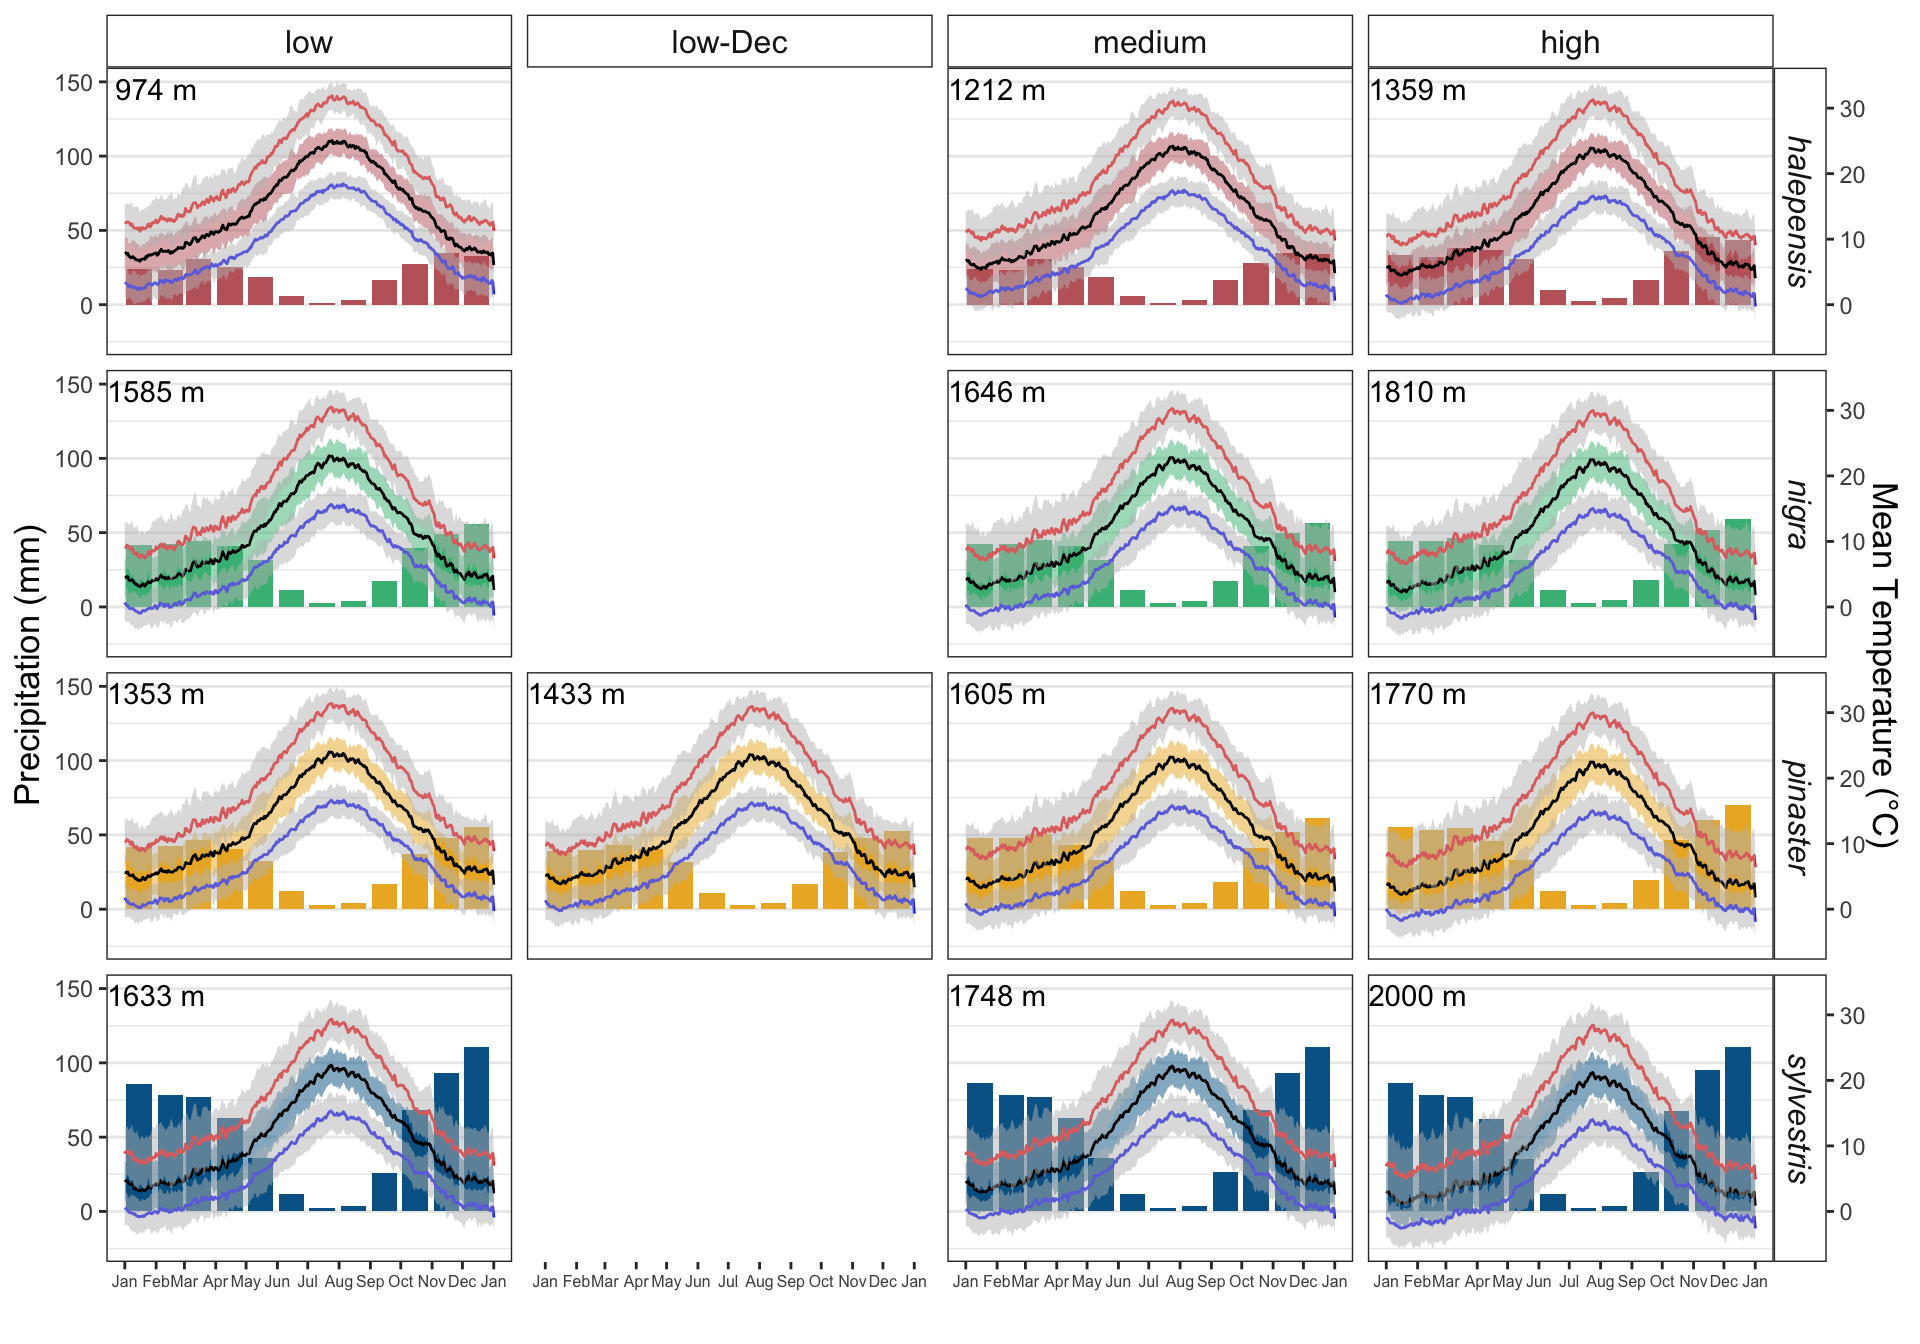 low
low-Dec
medium
high
150
100
50
0
974 m
1212 m
1359 m
30
20
10
0
halepensis
150
100
50
0
1585 m
1646 m
1810 m
30
20
10
0
nigra
Precipitation (mm)
Mean Temperature (°C)
150
100
50
0
1353 m
1433 m
1605 m
1770 m
30
20
10
0
pinaster
150
100
50
0
1633 m
1748 m
2000 m
30
20
10
0
sylvestris
Jan Feb Mar Apr May Jun Jul Aug Sep Oct Nov Dec Jan
Jan Feb Mar Apr May Jun Jul Aug Sep Oct Nov Dec Jan
Jan Feb Mar Apr May Jun Jul Aug Sep Oct Nov Dec Jan
Jan Feb Mar Apr May Jun Jul Aug Sep Oct Nov Dec Jan